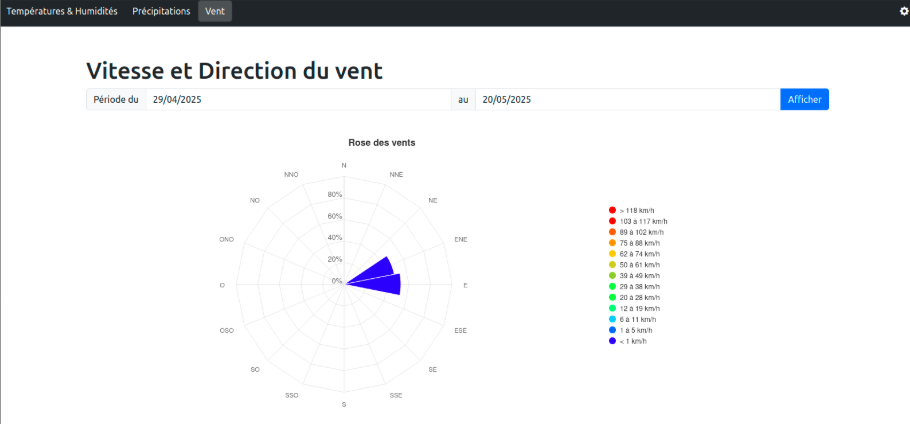 Températures & Humidités Précipitations Vent
Vitesse et Direction du vent
Période du 29/04/2025 au 20/05/2025 Afficher
Rose des vents
N
NNO NNE
NO NE
ONO ENE
O E
OSO ESE
SO SE
SSO SSE
S
80%
60%
40%
20%
0%
> 118 km/h
103 à 117 km/h
89 à 102 km/h
75 à 88 km/h
62 à 74 km/h
50 à 61 km/h
39 à 49 km/h
29 à 38 km/h
20 à 28 km/h
12 à 19 km/h
6 à 11 km/h
1 à 5 km/h
< 1 km/h